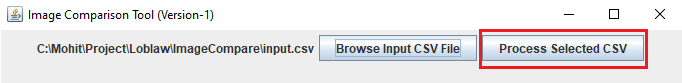 Image Comparison Tool (Version-1)
C:\Mohit\Project\Loblaw\ImageCompare\input.csv Browse Input CSV File Process Selected CSV